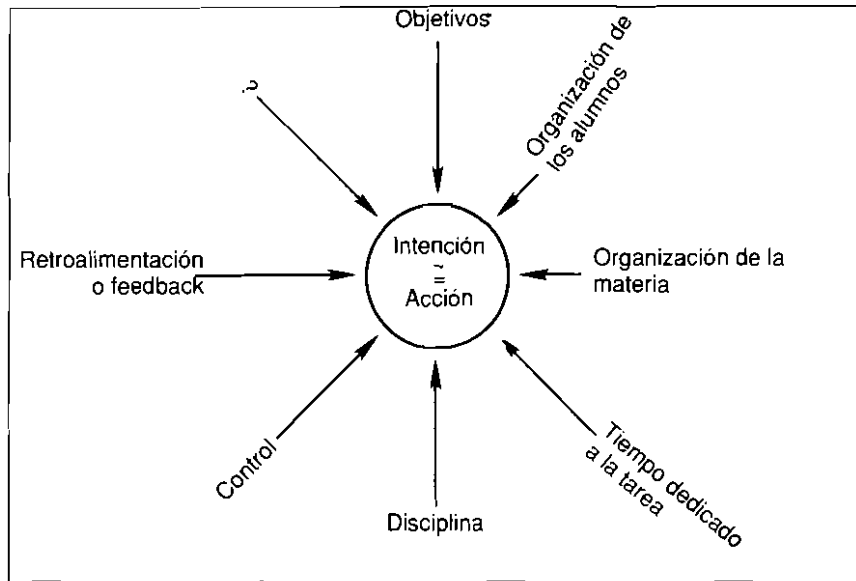 Objetivos
?
Organización de
los alumnos
Retroalimentación
o feedback
Intención
≅
Acción
Organización de la
materia
Control
Disciplina
Tiempo dedicado
a la tarea